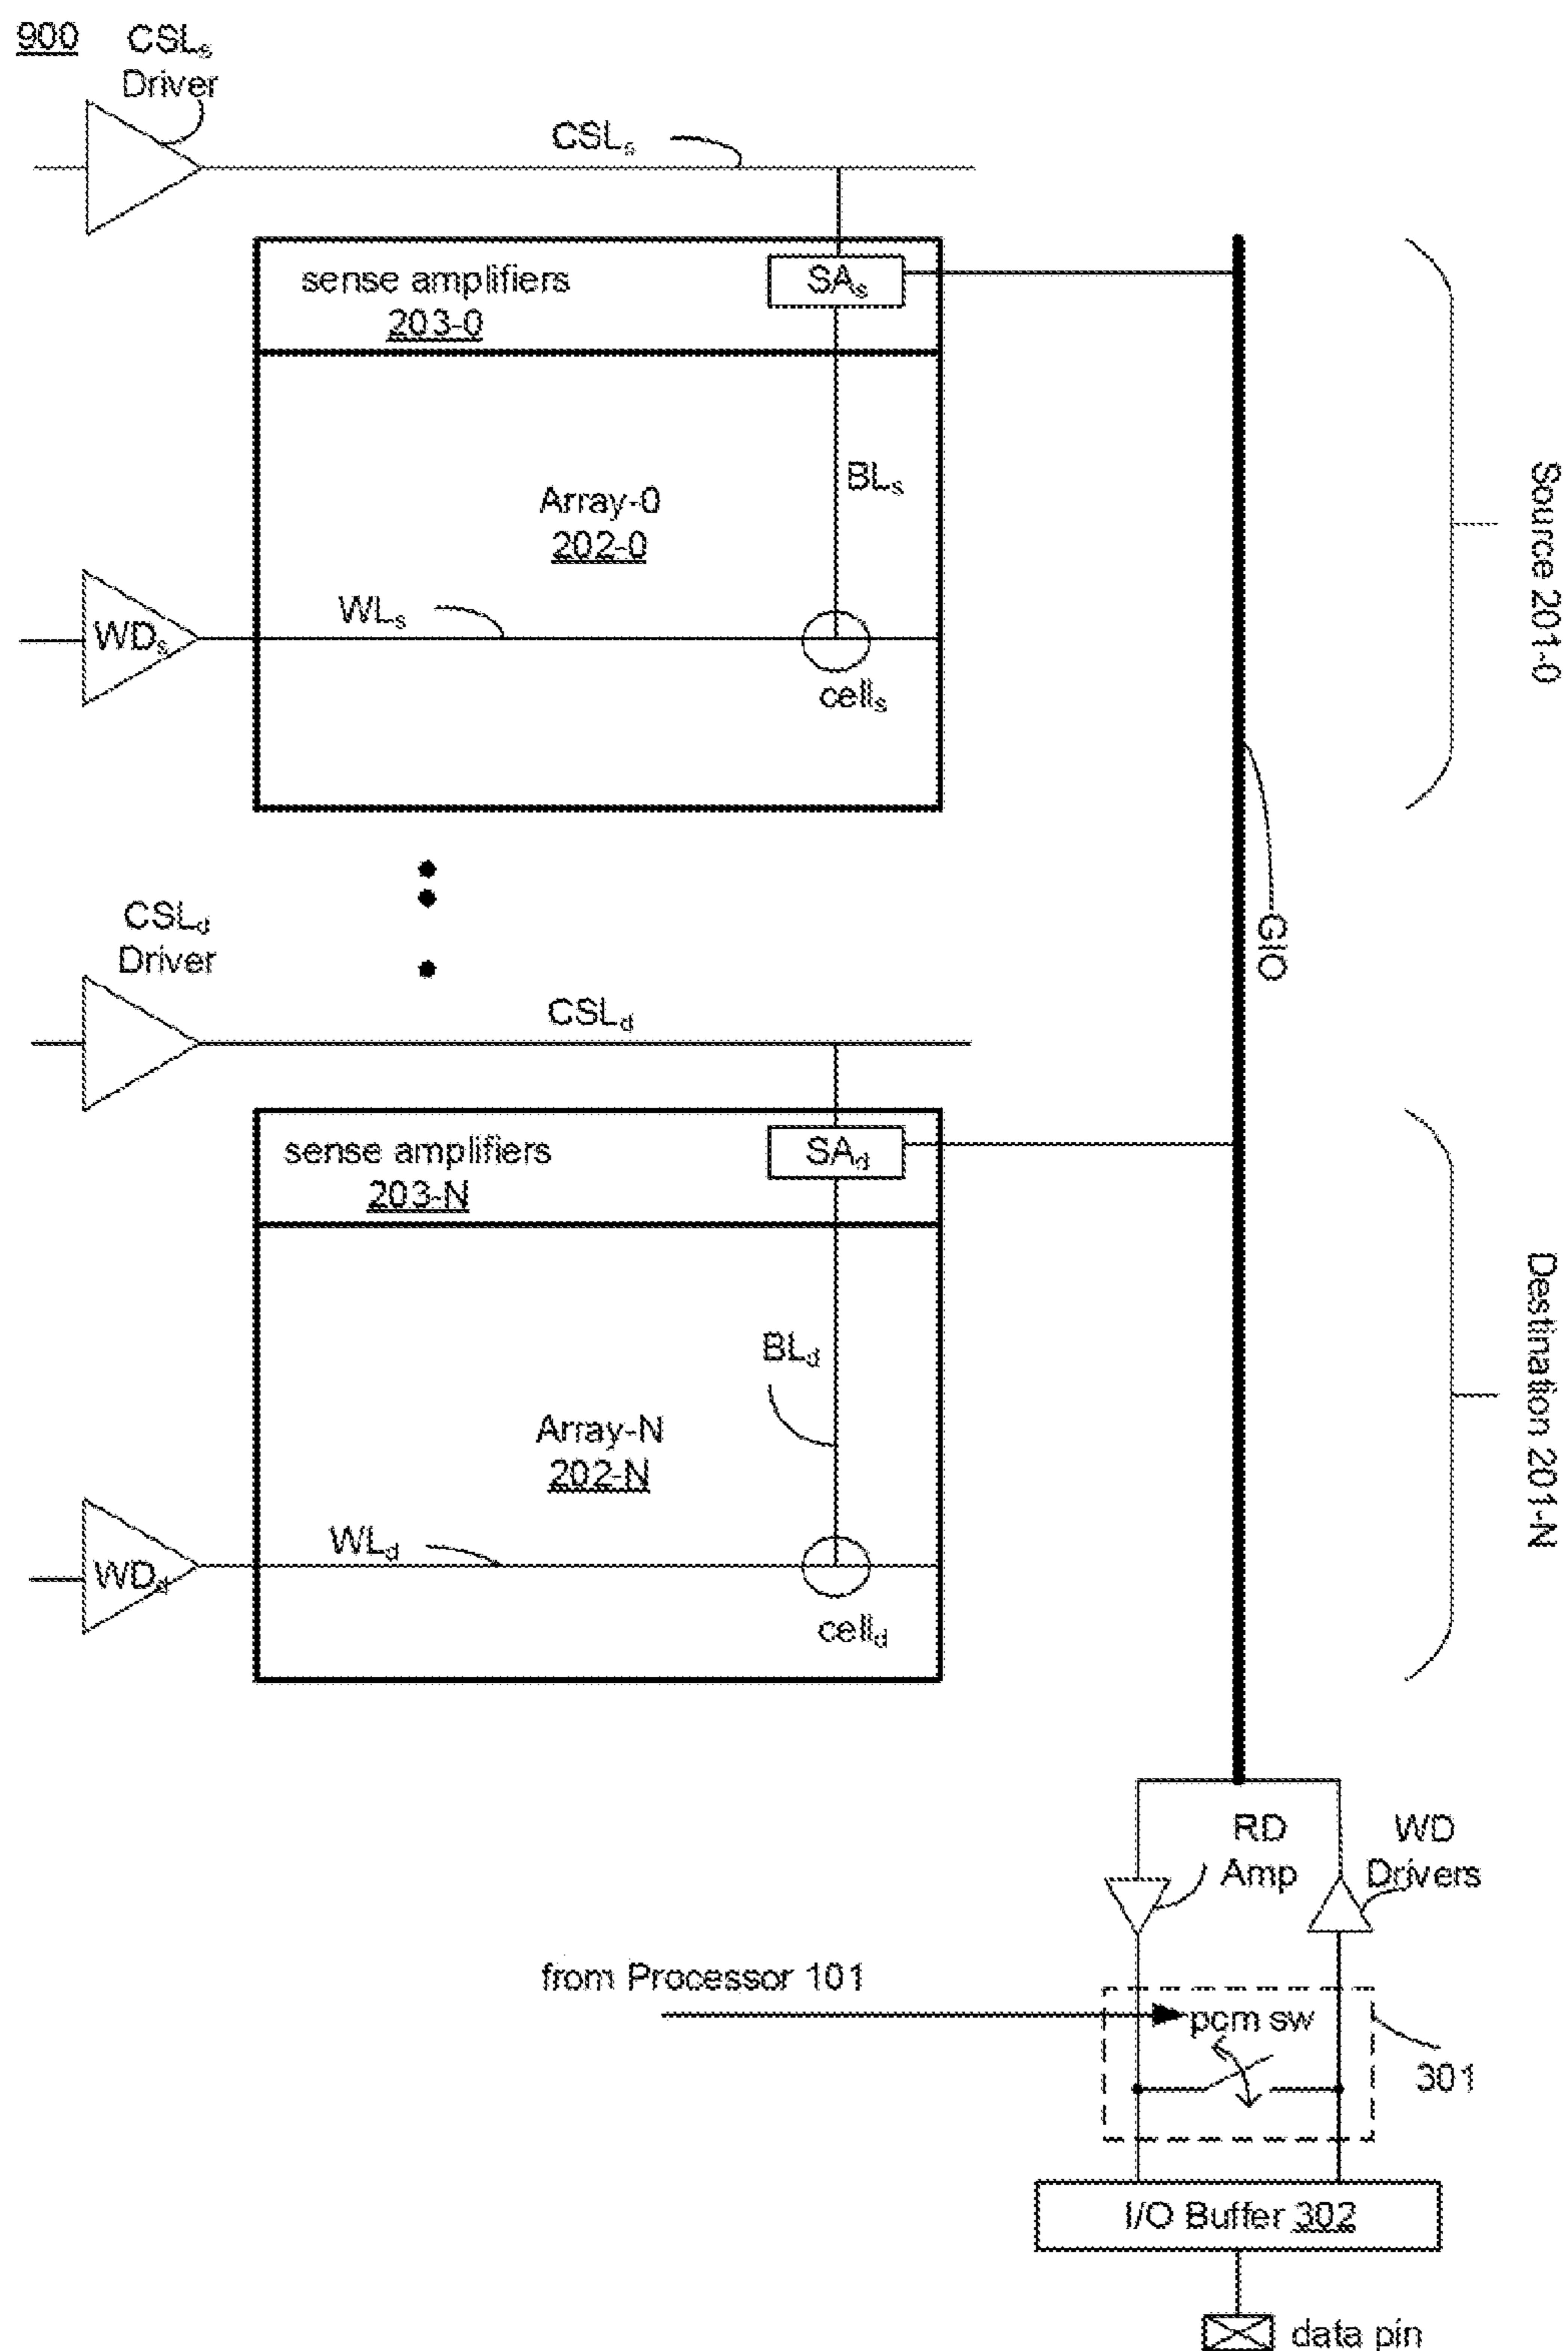 900
CSLs
Driver
CSLs
sense amplifiers
203-0
SAs
BLs
Array-0
202-0
WDs
WLs
cells
Source 2011-0
GIO
CSLd
Driver
CSLd
sense amplifiers
203-N
SAd
BLd
Array-N
202-N
WDd
WLd
celld
Destination 201-N
RD
Amp
WD
Drivers
from Processor 101
pcm sw
301
I/O Buffer 302
data pin